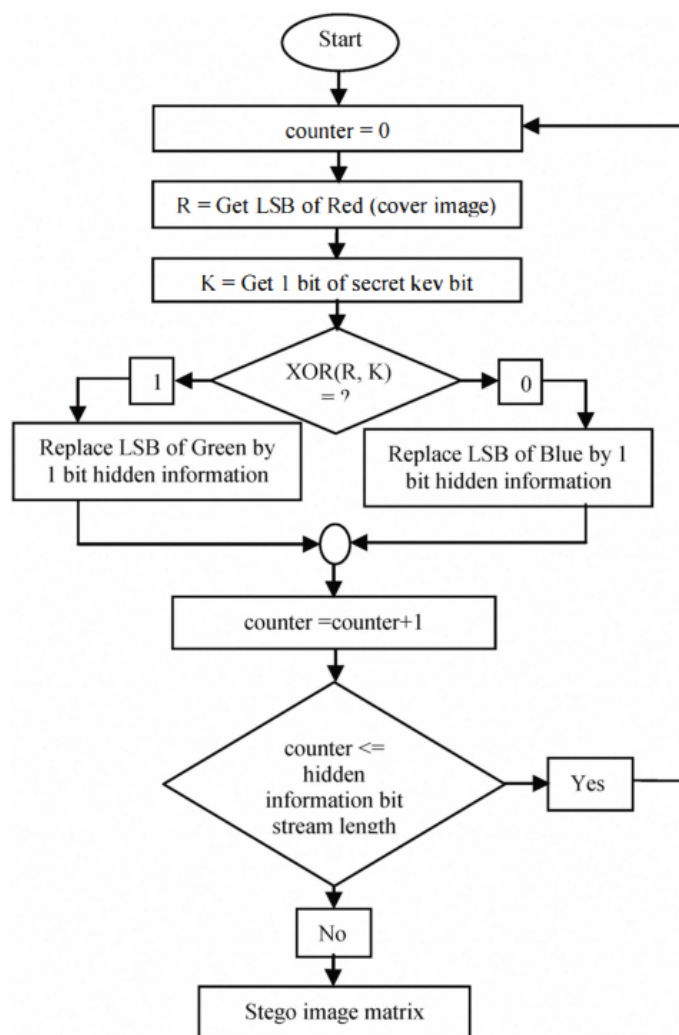 Start
counter = 0
R = Get LSB of Red (cover image)
K = Get 1 bit of secret kev bit
XOR(R, K)
= ?
1
0
Replace LSB of Green by
1 bit hidden information
Replace LSB of Blue by 1
bit hidden information
counter =counter+1
counter <=
hidden
information bit
stream length
Yes
No
Stego image matrix